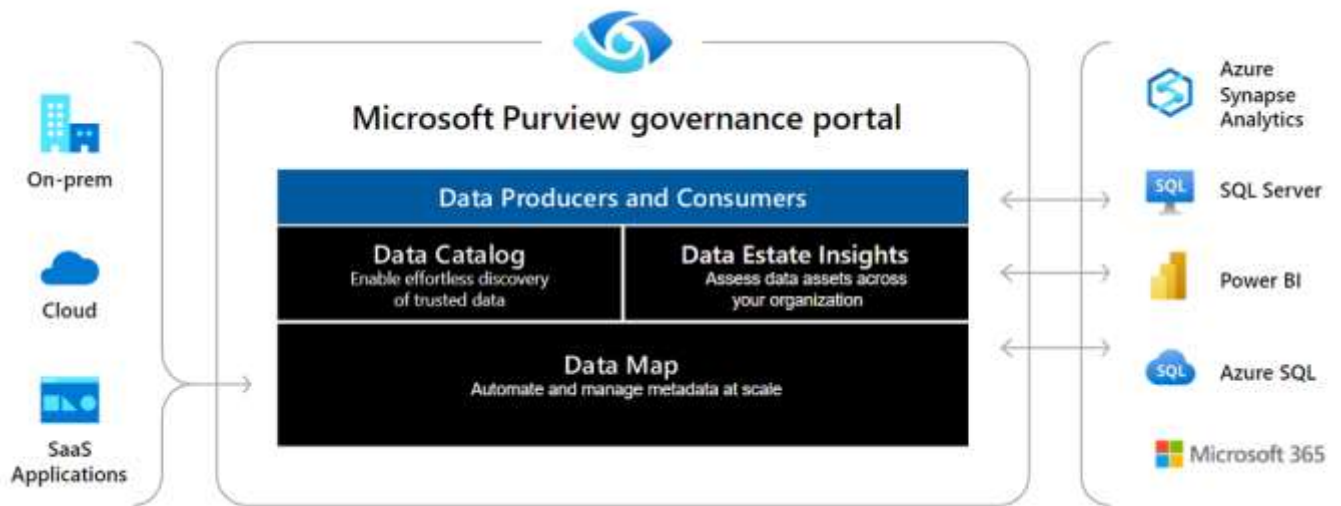 Microsoft Purview governance portal
On-prem
Cloud
SaaS
Applications
Data Producers and Consumers
Data Catalog
Enable effortless discovery
of trusted data
Data Estate Insights
Assess data assets across
your organization
Data Map
Automate and manage metadata at scale
Azure
Synapse
Analytics
SQL
SQL Server
Power BI
SQL
Azure SQL
Microsoft 365